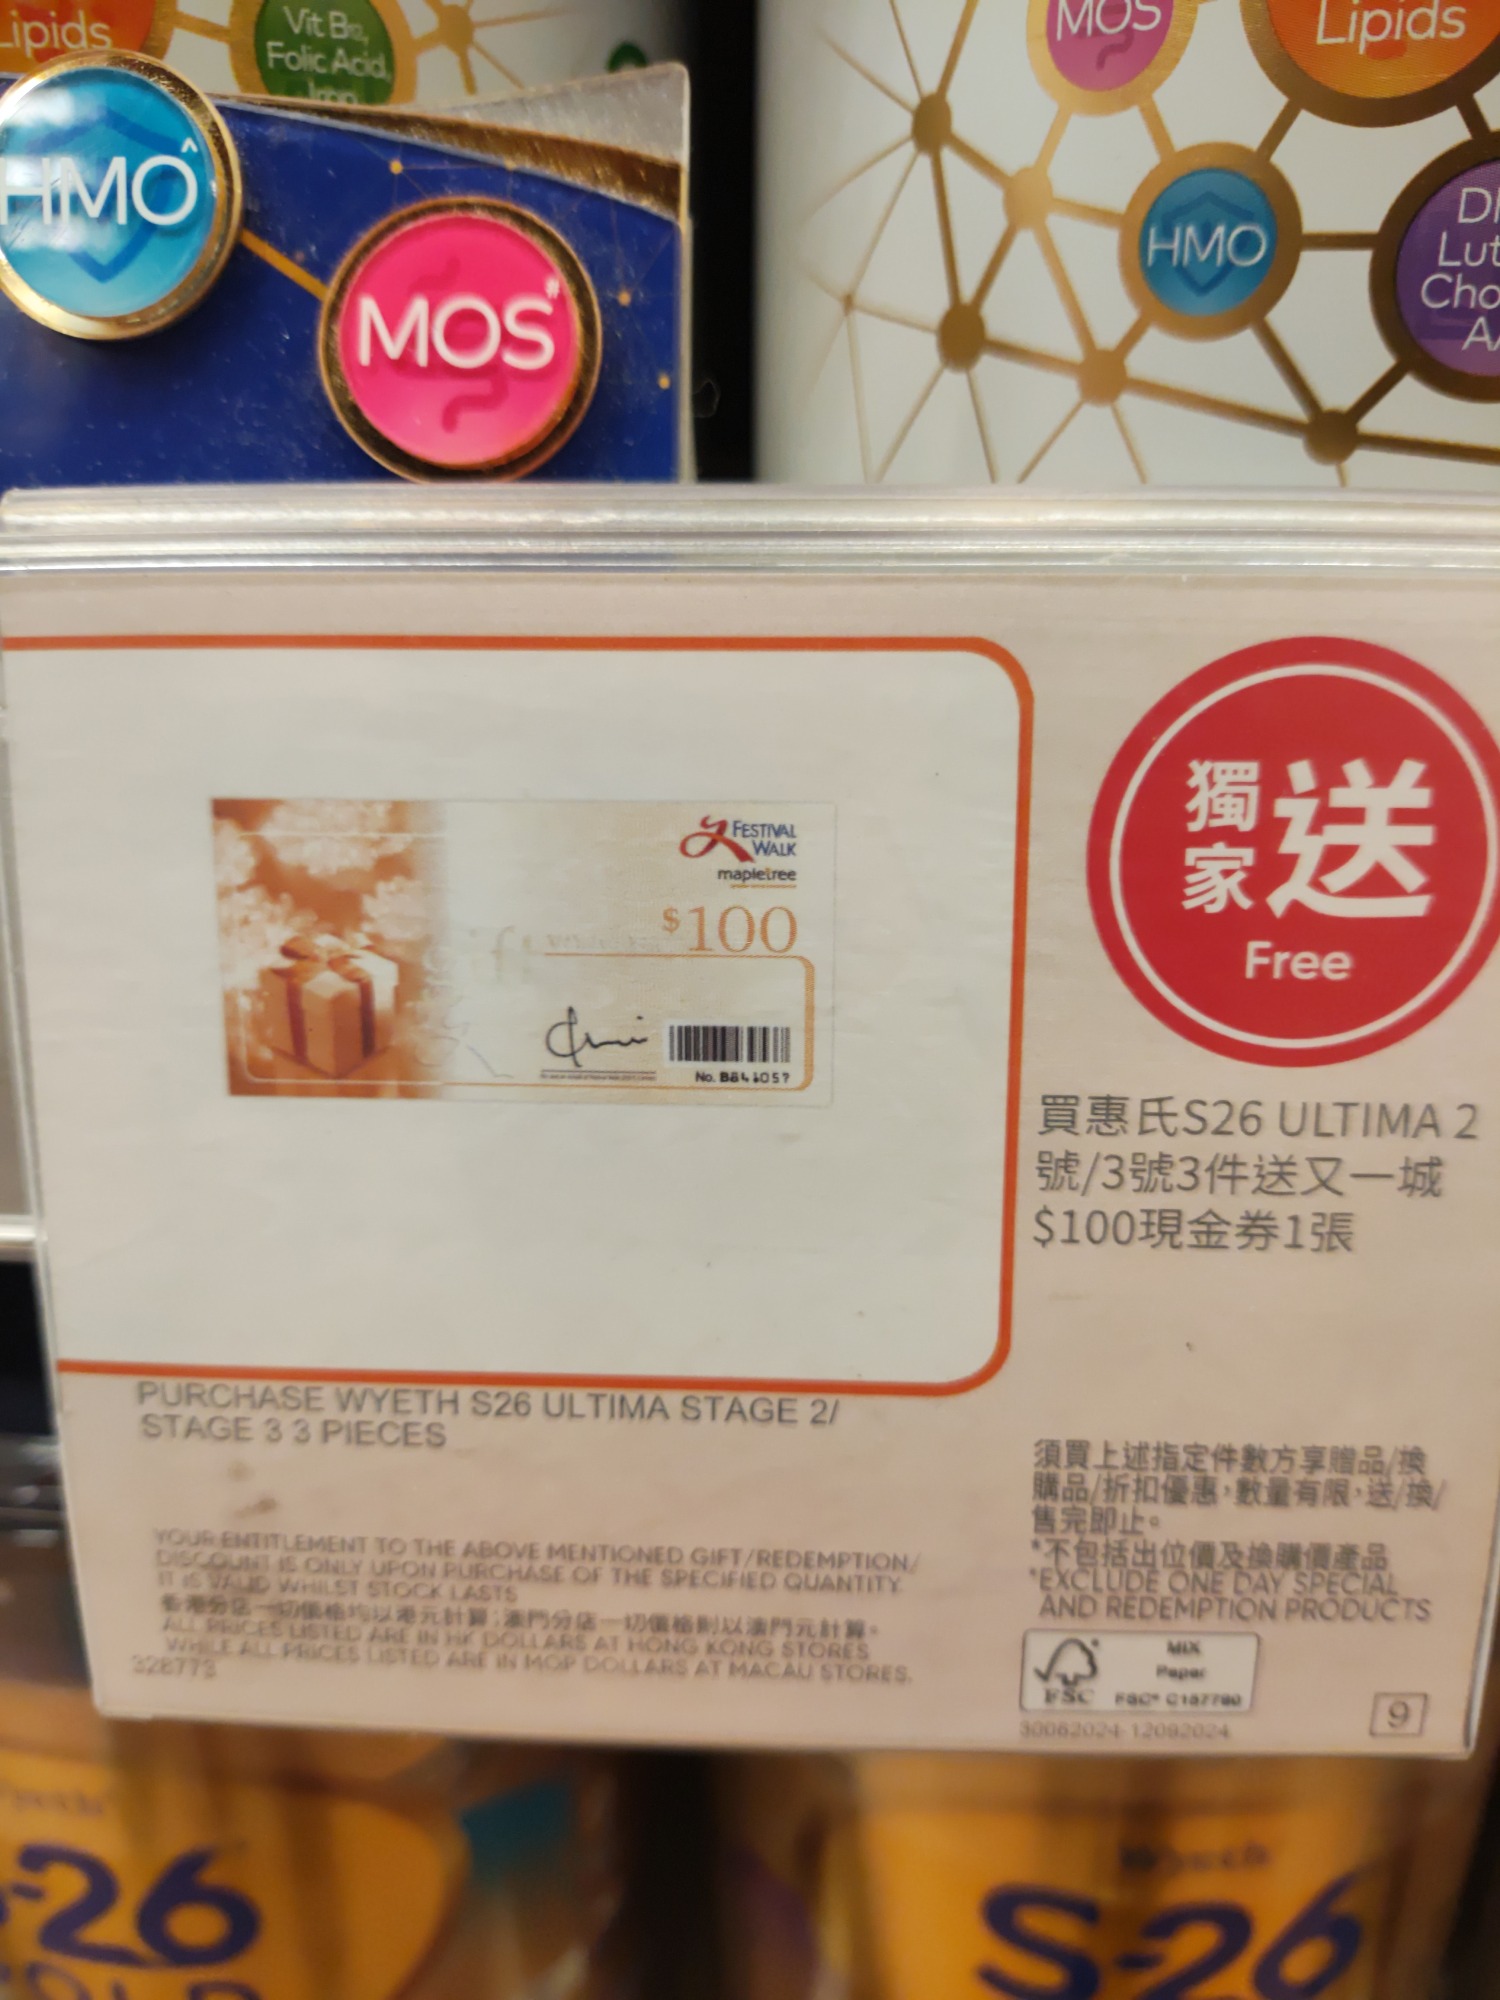 Lipids
Vit B12,
Folic Acid,
Iron
HMO^
MOS#
MOS
Lipids
HMO
FESTIVAL
WALK
mapletree
$100
獨家送
Free
買惠氏S26 ULTIMA 2
號/3號3件送又一城
$100現金券1張
PURCHASE WYETH S26 ULTIMA STAGE 2/
STAGE 3 3 PIECES
YOUR ENTITLEMENT TO THE ABOVE MENTIONED GIFT/REDEMPTION/
DISCOUNT IS ONLY UPON PURCHASE OF THE SPECIFIED QUANTITY.
IT IS VALID WHILST STOCK LASTS
香港分店一切價格均以港元計算；澳門分店一切價格則以澳門元計算。
ALL PRICES LISTED ARE IN HK DOLLARS AT HONG KONG STORES
WHILE ALL PRICES LISTED ARE IN MOP DOLLARS AT MACAU STORES.
328773
須買上述指定件數方享贈品/換
購品/折扣優惠，數量有限，送/換/
售完即止。
*不包括出位價及換購價產品
*EXCLUDE ONE DAY SPECIAL
AND REDEMPTION PRODUCTS
MIX
Paper
FSC
FSC® C157780
30082024-12092024
9
S-26
S-26